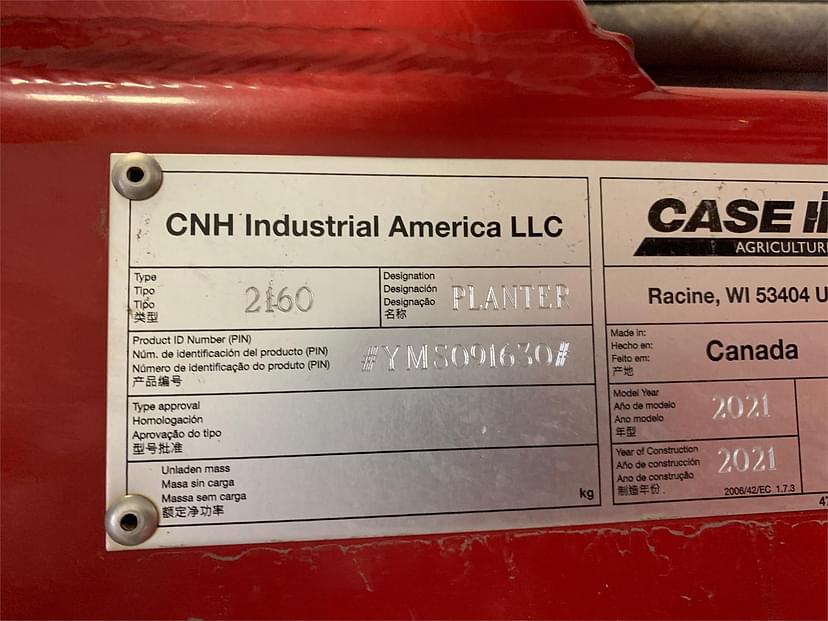 CNH Industrial America LLC
Type
Tipo
Tipo
类型
2160
Designation
Designación
Designação
名称
PLANTER
Product ID Number (PIN)
Núm. de identificación del producto (PIN)
Número de identificação do produto (PIN)
产品编号
#YMS091630#
Type approval
Homologación
Aprovação do tipo
型号批准
Unladen mass
Masa sin carga
Massa sem carga
额定净功率
kg
CASE IH
AGRICULTURE
Racine, WI 53404 U
Made in:
Hecho en:
Feito em:
产地
Canada
Model Year
Año de modelo
Ano modelo
年型
2021
Year of Construction
Año de construcción
Ano de construção
制造年份
2021
2006/42/EC 1.7.3
47